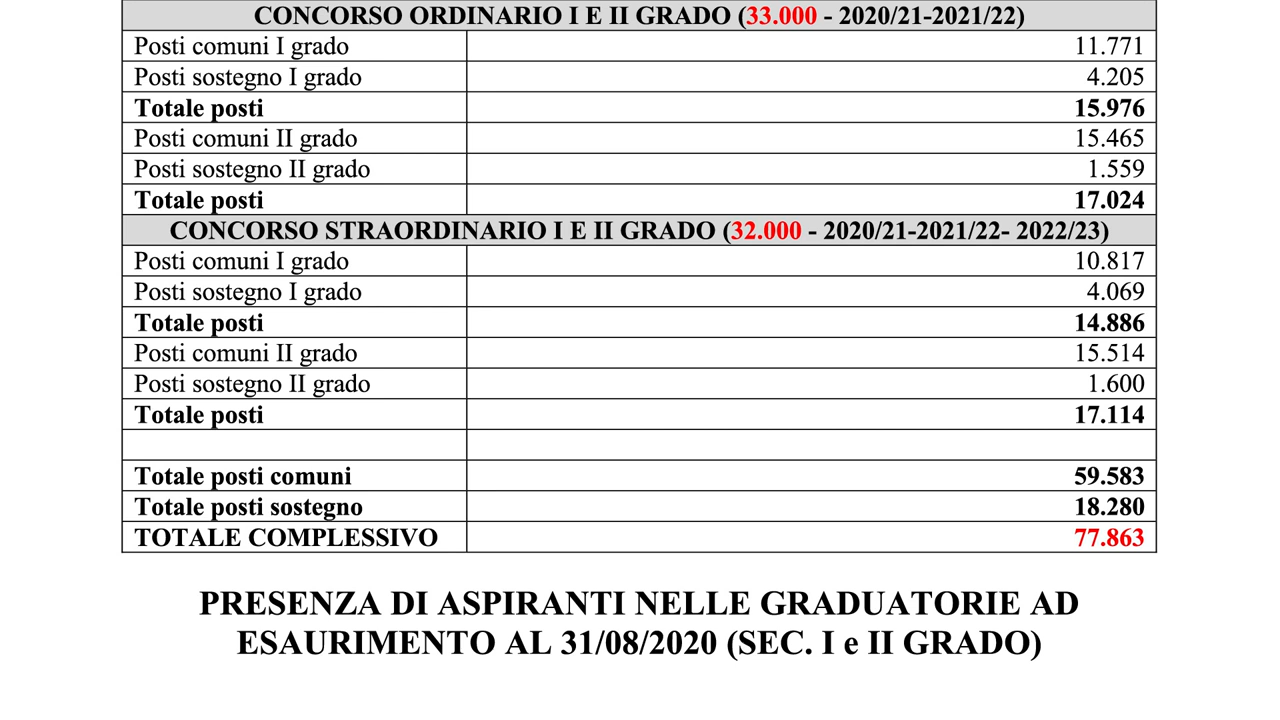 CONCORSO ORDINARIO I E II GRADO (33.000 - 2020/21-2021/22)
Posti comuni I grado 11.771
Posti sostegno I grado 4.205
Totale posti 15.976
Posti comuni II grado 15.465
Posti sostegno II grado 1.559
Totale posti 17.024
CONCORSO STRAORDINARIO I E II GRADO (32.000 - 2020/21-2021/22- 2022/23)
Posti comuni I grado 10.817
Posti sostegno I grado 4.069
Totale posti 14.886
Posti comuni II grado 15.514
Posti sostegno II grado 1.600
Totale posti 17.114
Totale posti comuni 59.583
Totale posti sostegno 18.280
TOTALE COMPLESSIVO 77.863
PRESENZA DI ASPIRANTI NELLE GRADUATORIE AD
ESAURIMENTO AL 31/08/2020 (SEC. I e II GRADO)